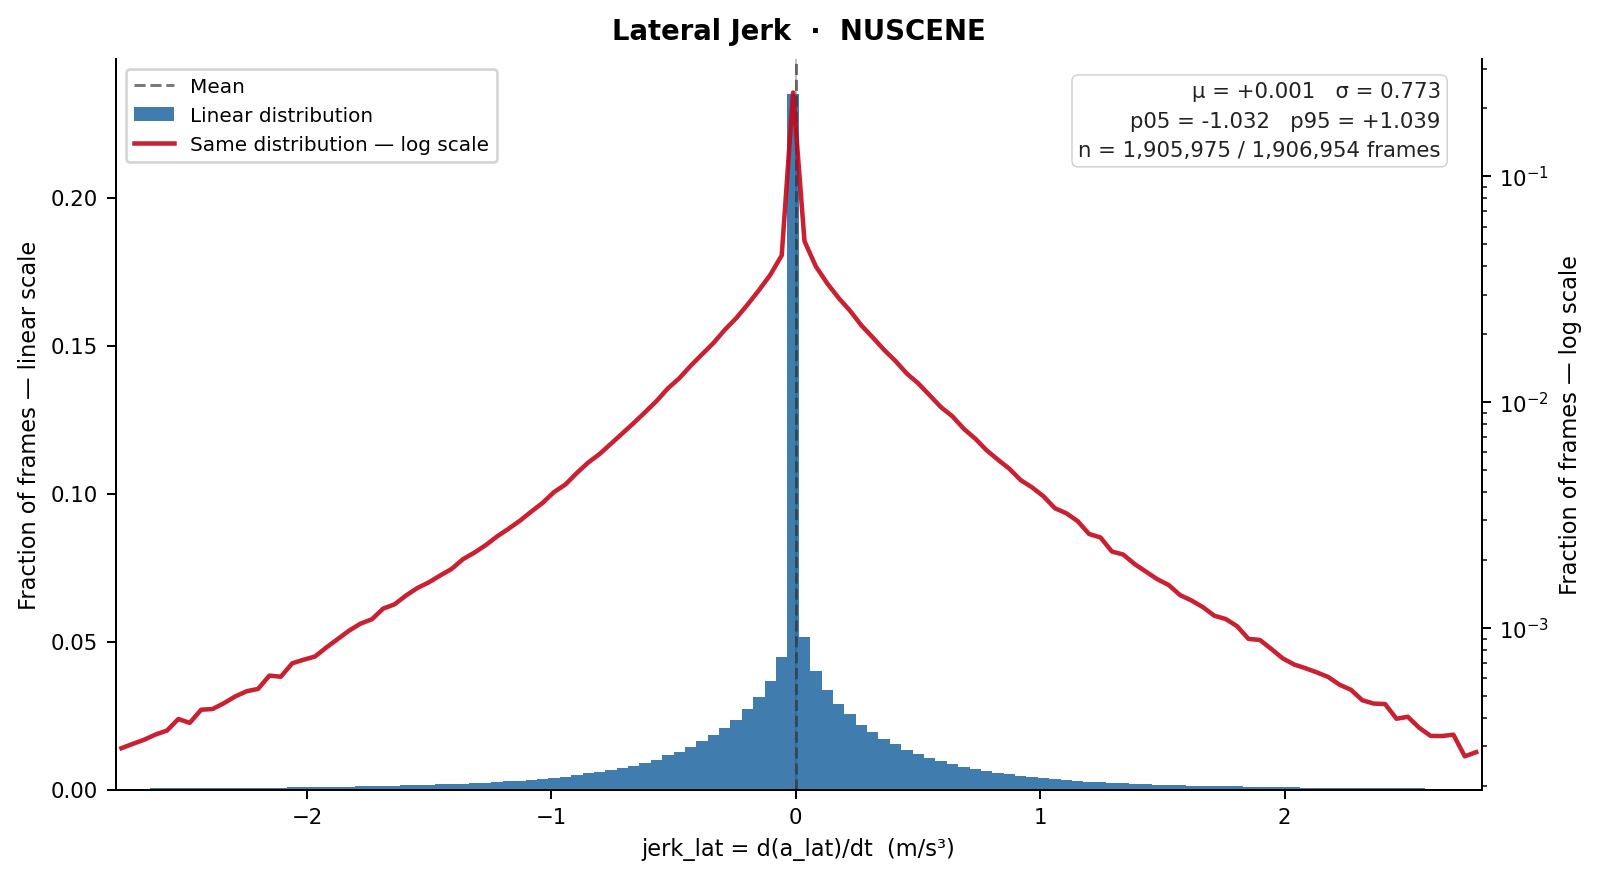 Lateral Jerk · NUSCENE
Mean
Linear distribution
Same distribution — log scale
μ = +0.001 σ = 0.773
p05 = -1.032 p95 = +1.039
n = 1,905,975 / 1,906,954 frames
Fraction of frames — linear scale
0.20
0.15
0.10
0.05
0.00
10⁻¹
10⁻²
10⁻³
Fraction of frames — log scale
−2
−1
0
1
2
jerk_lat = d(a_lat)/dt (m/s³)